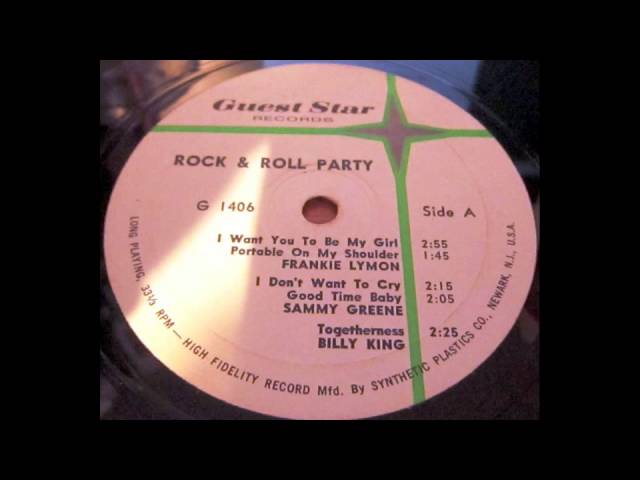 Guest Star
RECORDS
ROCK & ROLL PARTY
G 1406
Side A
I Want You To Be My Girl 2:55
Portable On My Shoulder 1:45
FRANKIE LYMON
I Don't Want To Cry 2:15
Good Time Baby 2:05
SAMMY GREENE
Togetherness 2:25
BILLY KING
LONG PLAYING, 33⅓ RPM — HIGH FIDELITY RECORD Mfd. By SYNTHETIC PLASTICS CO., NEWARK, N.J., U.S.A.